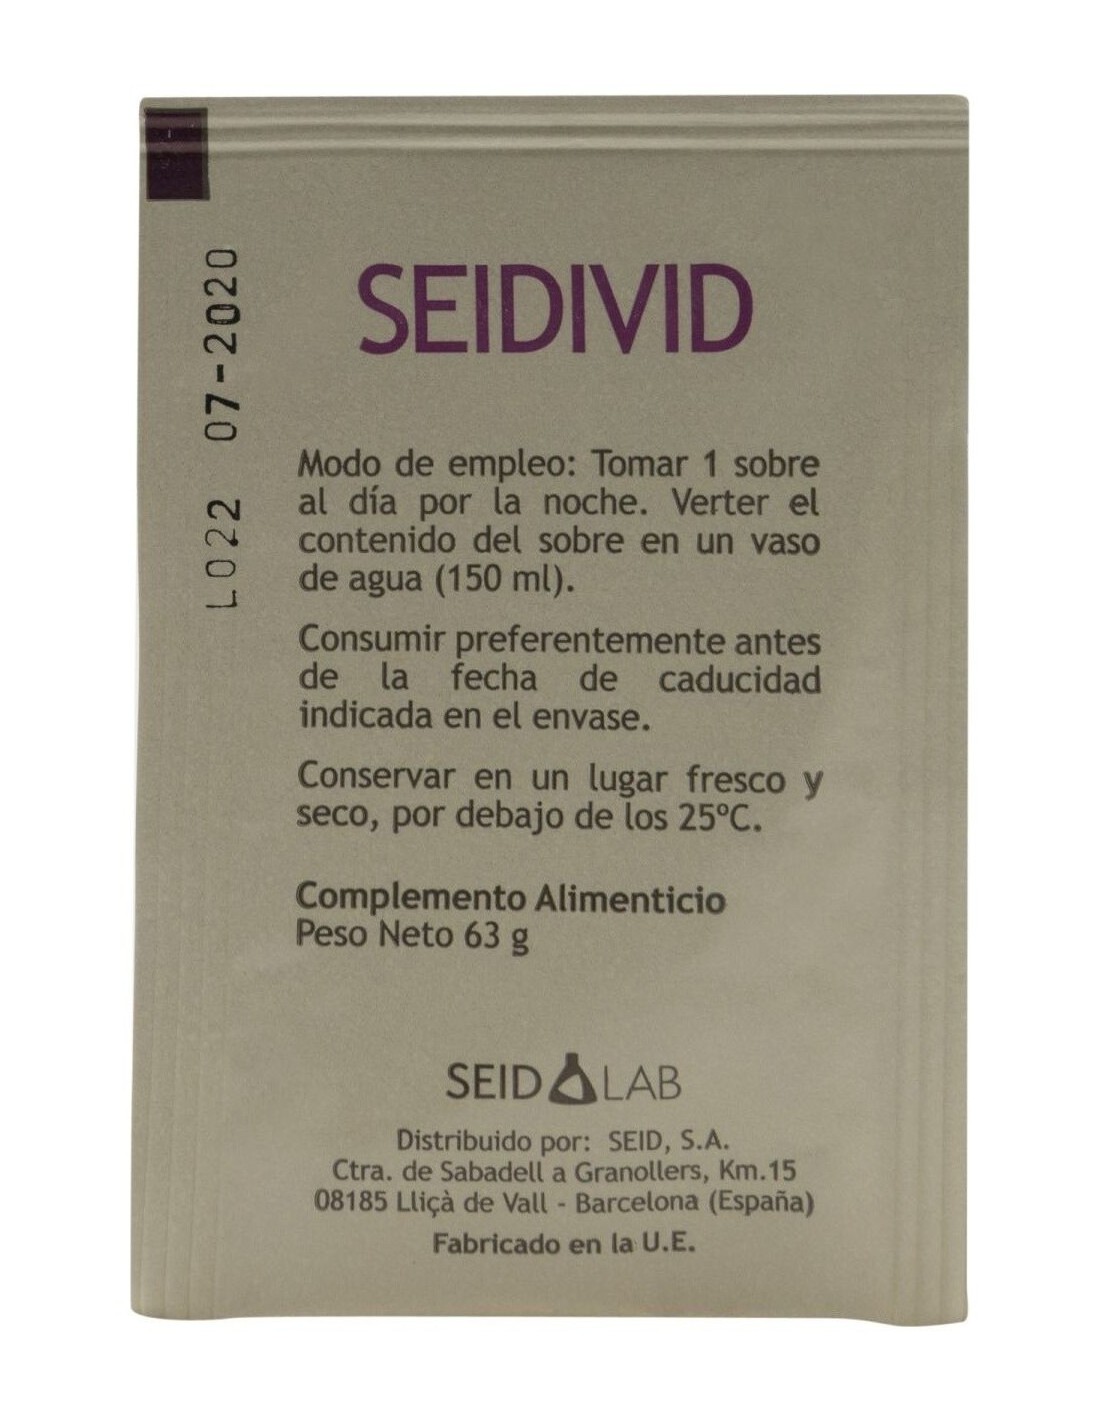 L022 07-2020
SEIDIVID
Modo de empleo: Tomar 1 sobre
al día por la noche. Verter el
contenido del sobre en un vaso
de agua (150 ml).
Consumir preferentemente antes
de la fecha de caducidad
indicada en el envase.
Conservar en un lugar fresco y
seco, por debajo de los 25ºC.
Complemento Alimenticio
Peso Neto 63 g
SEID LAB
Distribuido por: SEID, S.A.
Ctra. de Sabadell a Granollers, Km.15
08185 Lliçà de Vall - Barcelona (España)
Fabricado en la U.E.